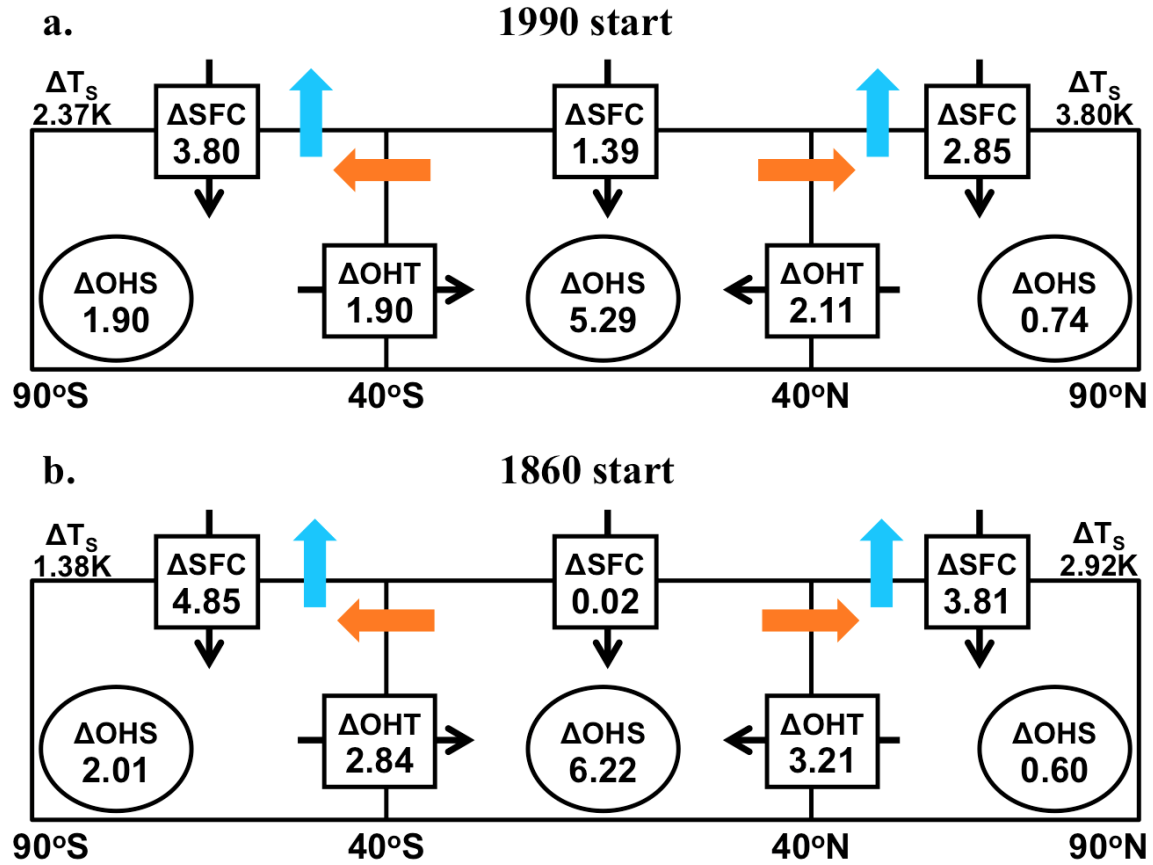 a.
1990 start
ΔTS
2.37K
ΔSFC
3.80
ΔSFC
1.39
ΔSFC
2.85
ΔTS
3.80K
ΔOHS
1.90
ΔOHT
1.90
ΔOHS
5.29
ΔOHT
2.11
ΔOHS
0.74
90oS
40oS
40oN
90oN
b.
1860 start
ΔTS
1.38K
ΔSFC
4.85
ΔSFC
0.02
ΔSFC
3.81
ΔTS
2.92K
ΔOHS
2.01
ΔOHT
2.84
ΔOHS
6.22
ΔOHT
3.21
ΔOHS
0.60
90oS
40oS
40oN
90oN